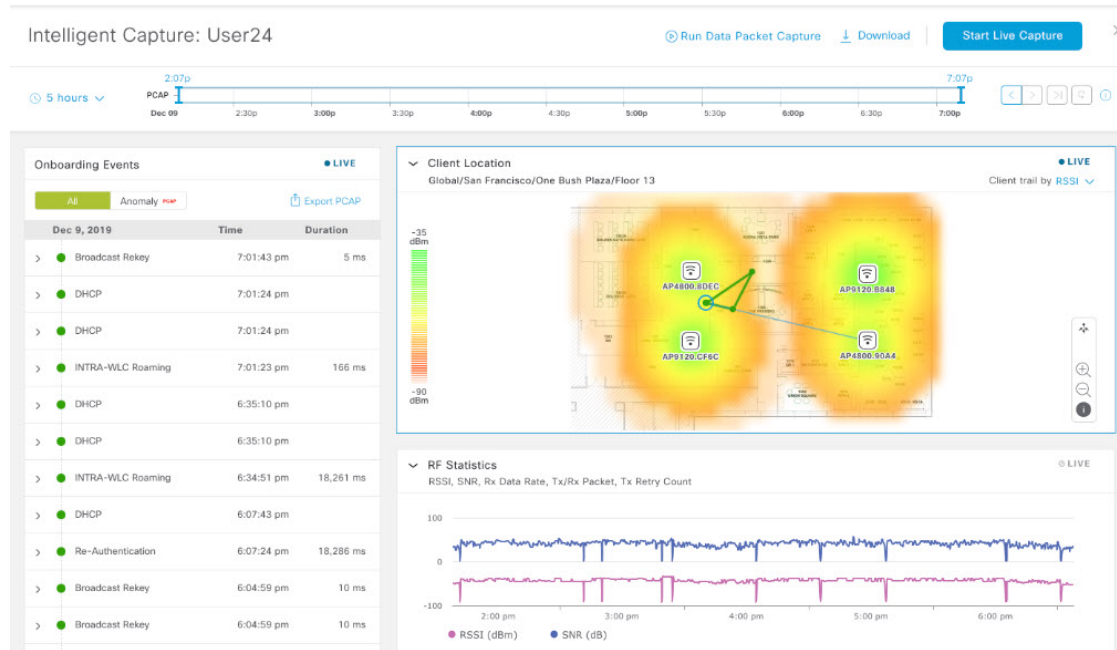 Intelligent Capture: User24
Run Data Packet Capture
Download
Start Live Capture
5 hours
2:07p
7:07p
PCAP
Dec 09
2:30p
3:00p
3:30p
4:00p
4:30p
5:00p
5:30p
6:00p
6:30p
7:00p
Onboarding Events
LIVE
All
Anomaly PCAP
Export PCAP
Dec 9, 2019 Time Duration
Broadcast Rekey 7:01:43 pm 5 ms
DHCP 7:01:24 pm
DHCP 7:01:24 pm
INTRA-WLC Roaming 7:01:23 pm 166 ms
DHCP 6:35:10 pm
DHCP 6:35:10 pm
INTRA-WLC Roaming 6:34:51 pm 18,261 ms
DHCP 6:07:43 pm
Re-Authentication 6:07:24 pm 18,286 ms
Broadcast Rekey 6:04:59 pm 10 ms
Broadcast Rekey 6:04:59 pm 10 ms
Client Location
LIVE
Global/San Francisco/One Bush Plaza/Floor 13
Client trail by RSSI
-35
dBm
-90
dBm
AP4800.8DEC
AP9120.B848
AP9120.CF6C
AP4800.90A4
RF Statistics
LIVE
RSSI, SNR, Rx Data Rate, Tx/Rx Packet, Tx Retry Count
100
0
-100
2:00 pm
3:00 pm
4:00 pm
5:00 pm
6:00 pm
RSSI (dBm)
SNR (dB)